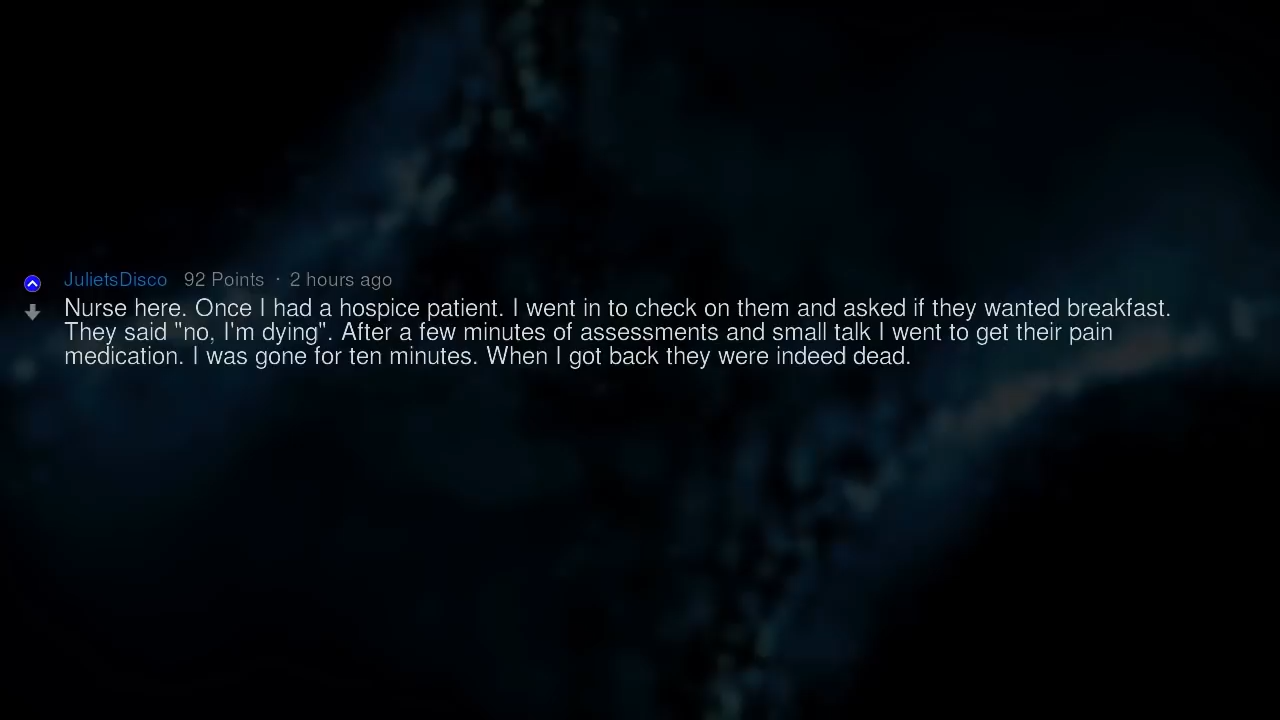 JulietsDisco 92 Points · 2 hours ago
Nurse here. Once I had a hospice patient. I went in to check on them and asked if they wanted breakfast.
They said "no, I'm dying". After a few minutes of assessments and small talk I went to get their pain
medication. I was gone for ten minutes. When I got back they were indeed dead.